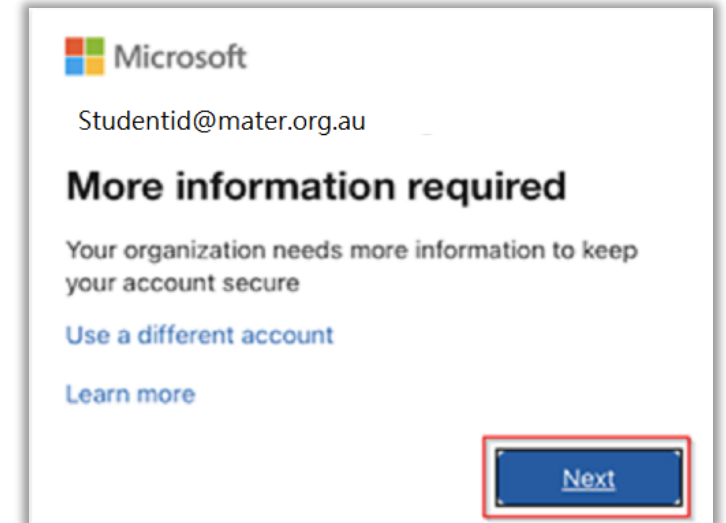 Microsoft
Studentid@mater.org.au
More information required
Your organization needs more information to keep
your account secure
Use a different account
Learn more
Next